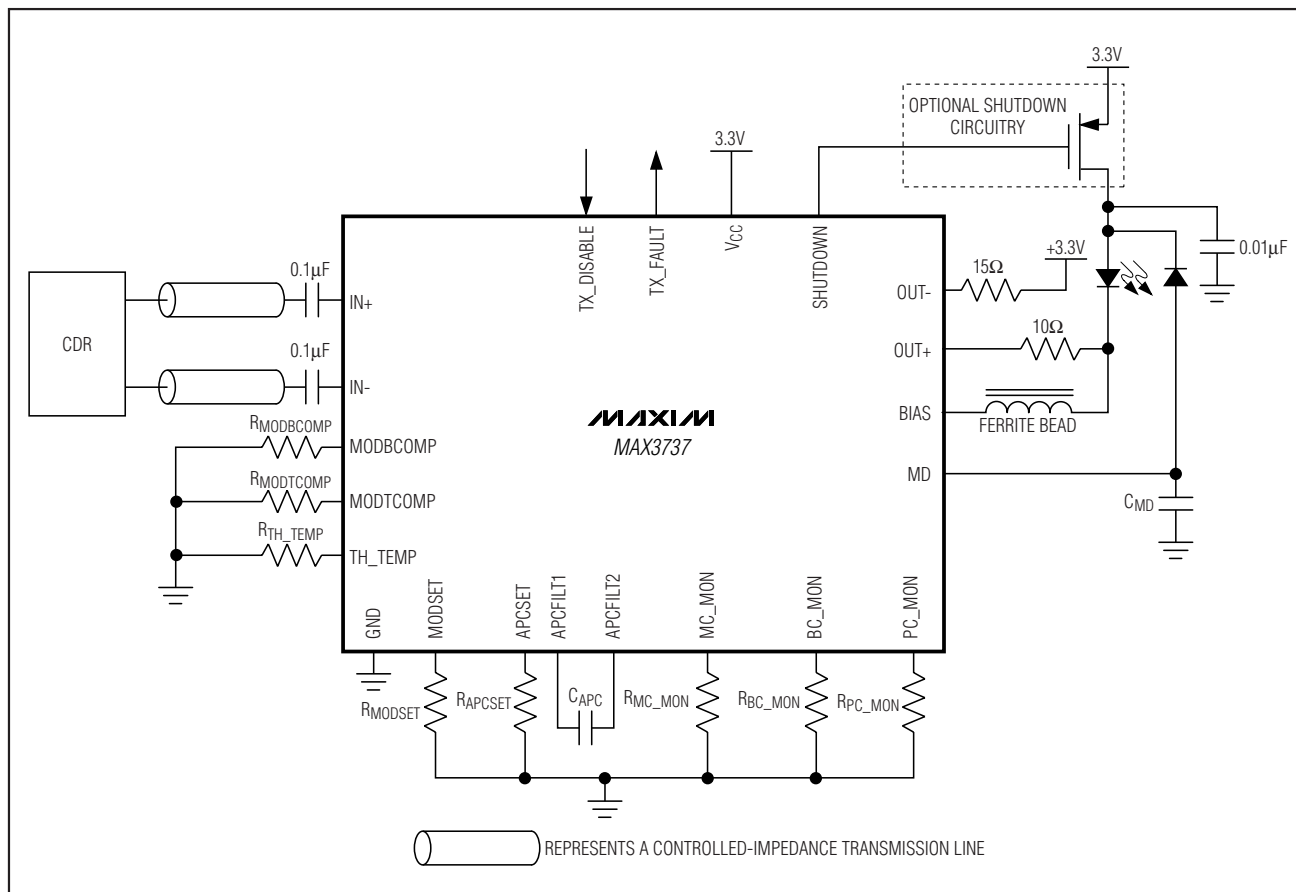 3.3V
OPTIONAL SHUTDOWN
CIRCUITRY
3.3V
TX_DISABLE
TX_FAULT
VCC
SHUTDOWN
+3.3V
0.01μF
15Ω
OUT-
10Ω
OUT+
BIAS
FERRITE BEAD
MD
CMD
CDR
0.1μF
IN+
0.1μF
IN-
RMODBCOMP
MODBCOMP
RMODTCOMP
MODTCOMP
RTH_TEMP
TH_TEMP
MAXIM
MAX3737
GND
MODSET
APCSET
APCFILT1
APCFILT2
MC_MON
BC_MON
PC_MON
RMODSET
RAPCSET
CAPC
RMC_MON
RBC_MON
RPC_MON
REPRESENTS A CONTROLLED-IMPEDANCE TRANSMISSION LINE